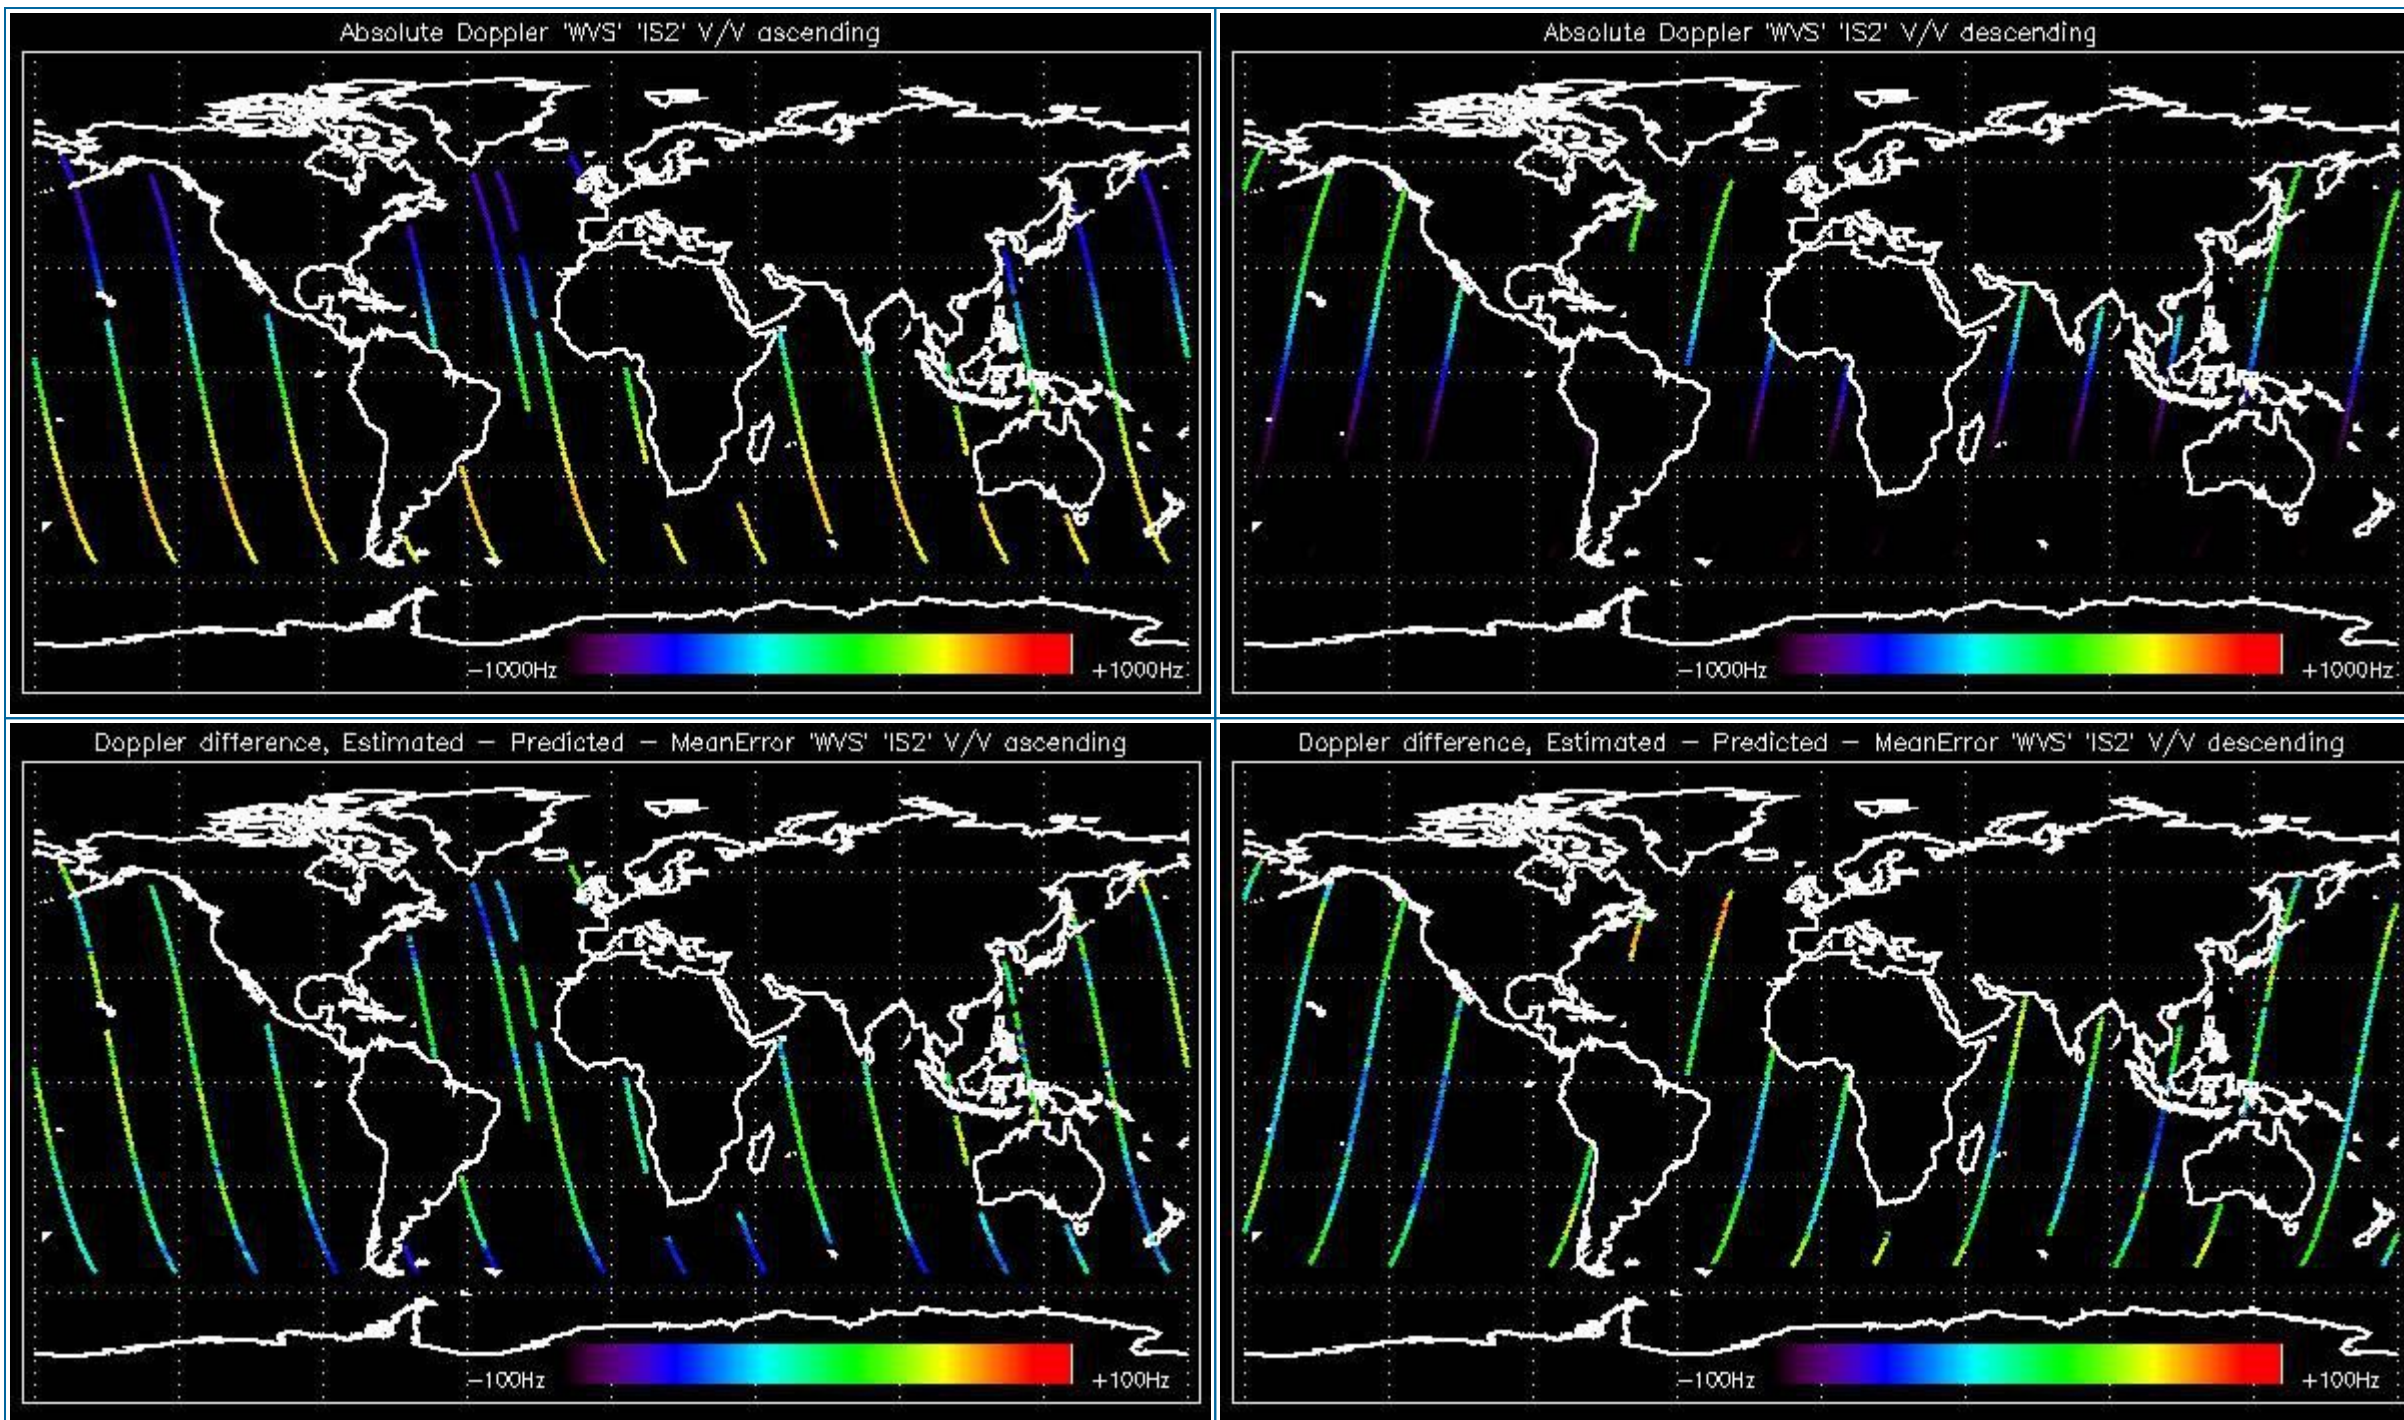 Absolute Doppler 'WVS' 'IS2' V/V ascending
−1000Hz +1000Hz
Absolute Doppler 'WVS' 'IS2' V/V descending
−1000Hz +1000Hz
Doppler difference, Estimated − Predicted − MeanError 'WVS' 'IS2' V/V ascending
−100Hz +100Hz
Doppler difference, Estimated − Predicted − MeanError 'WVS' 'IS2' V/V descending
−100Hz +100Hz